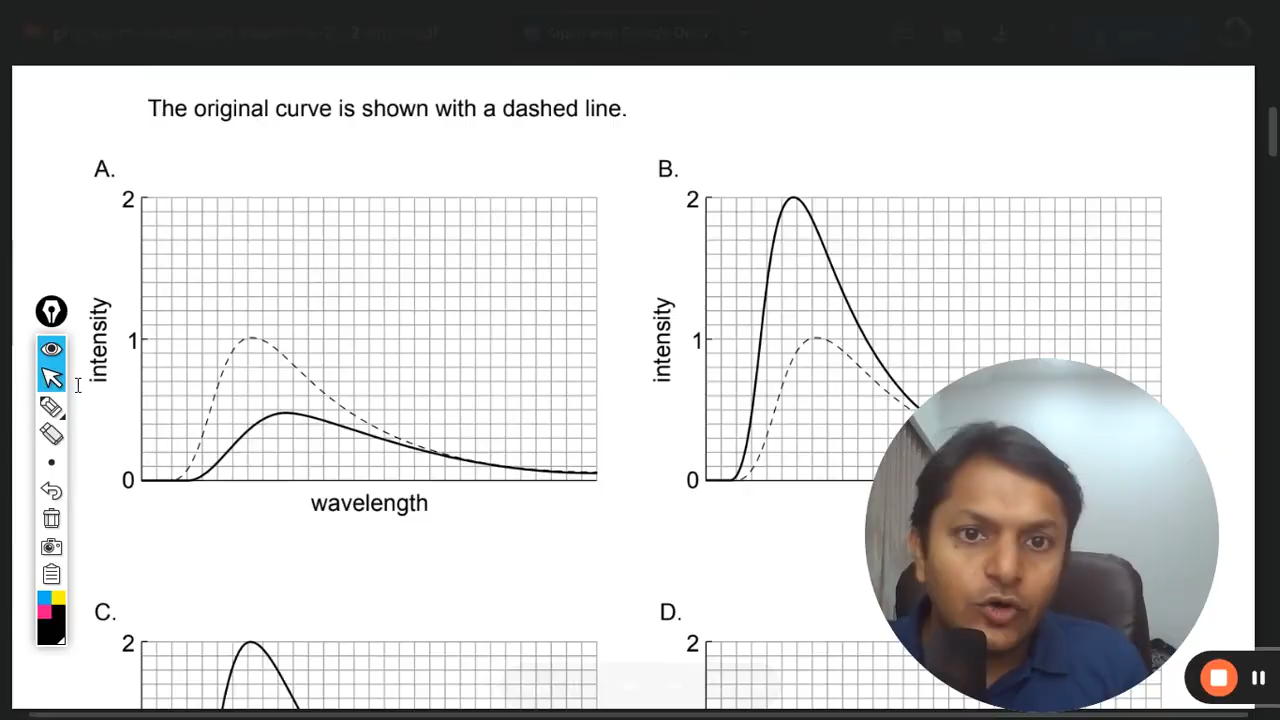 The original curve is shown with a dashed line.
A.
2
1
0
intensity
wavelength
B.
2
1
0
intensity
C.
2
D.
2